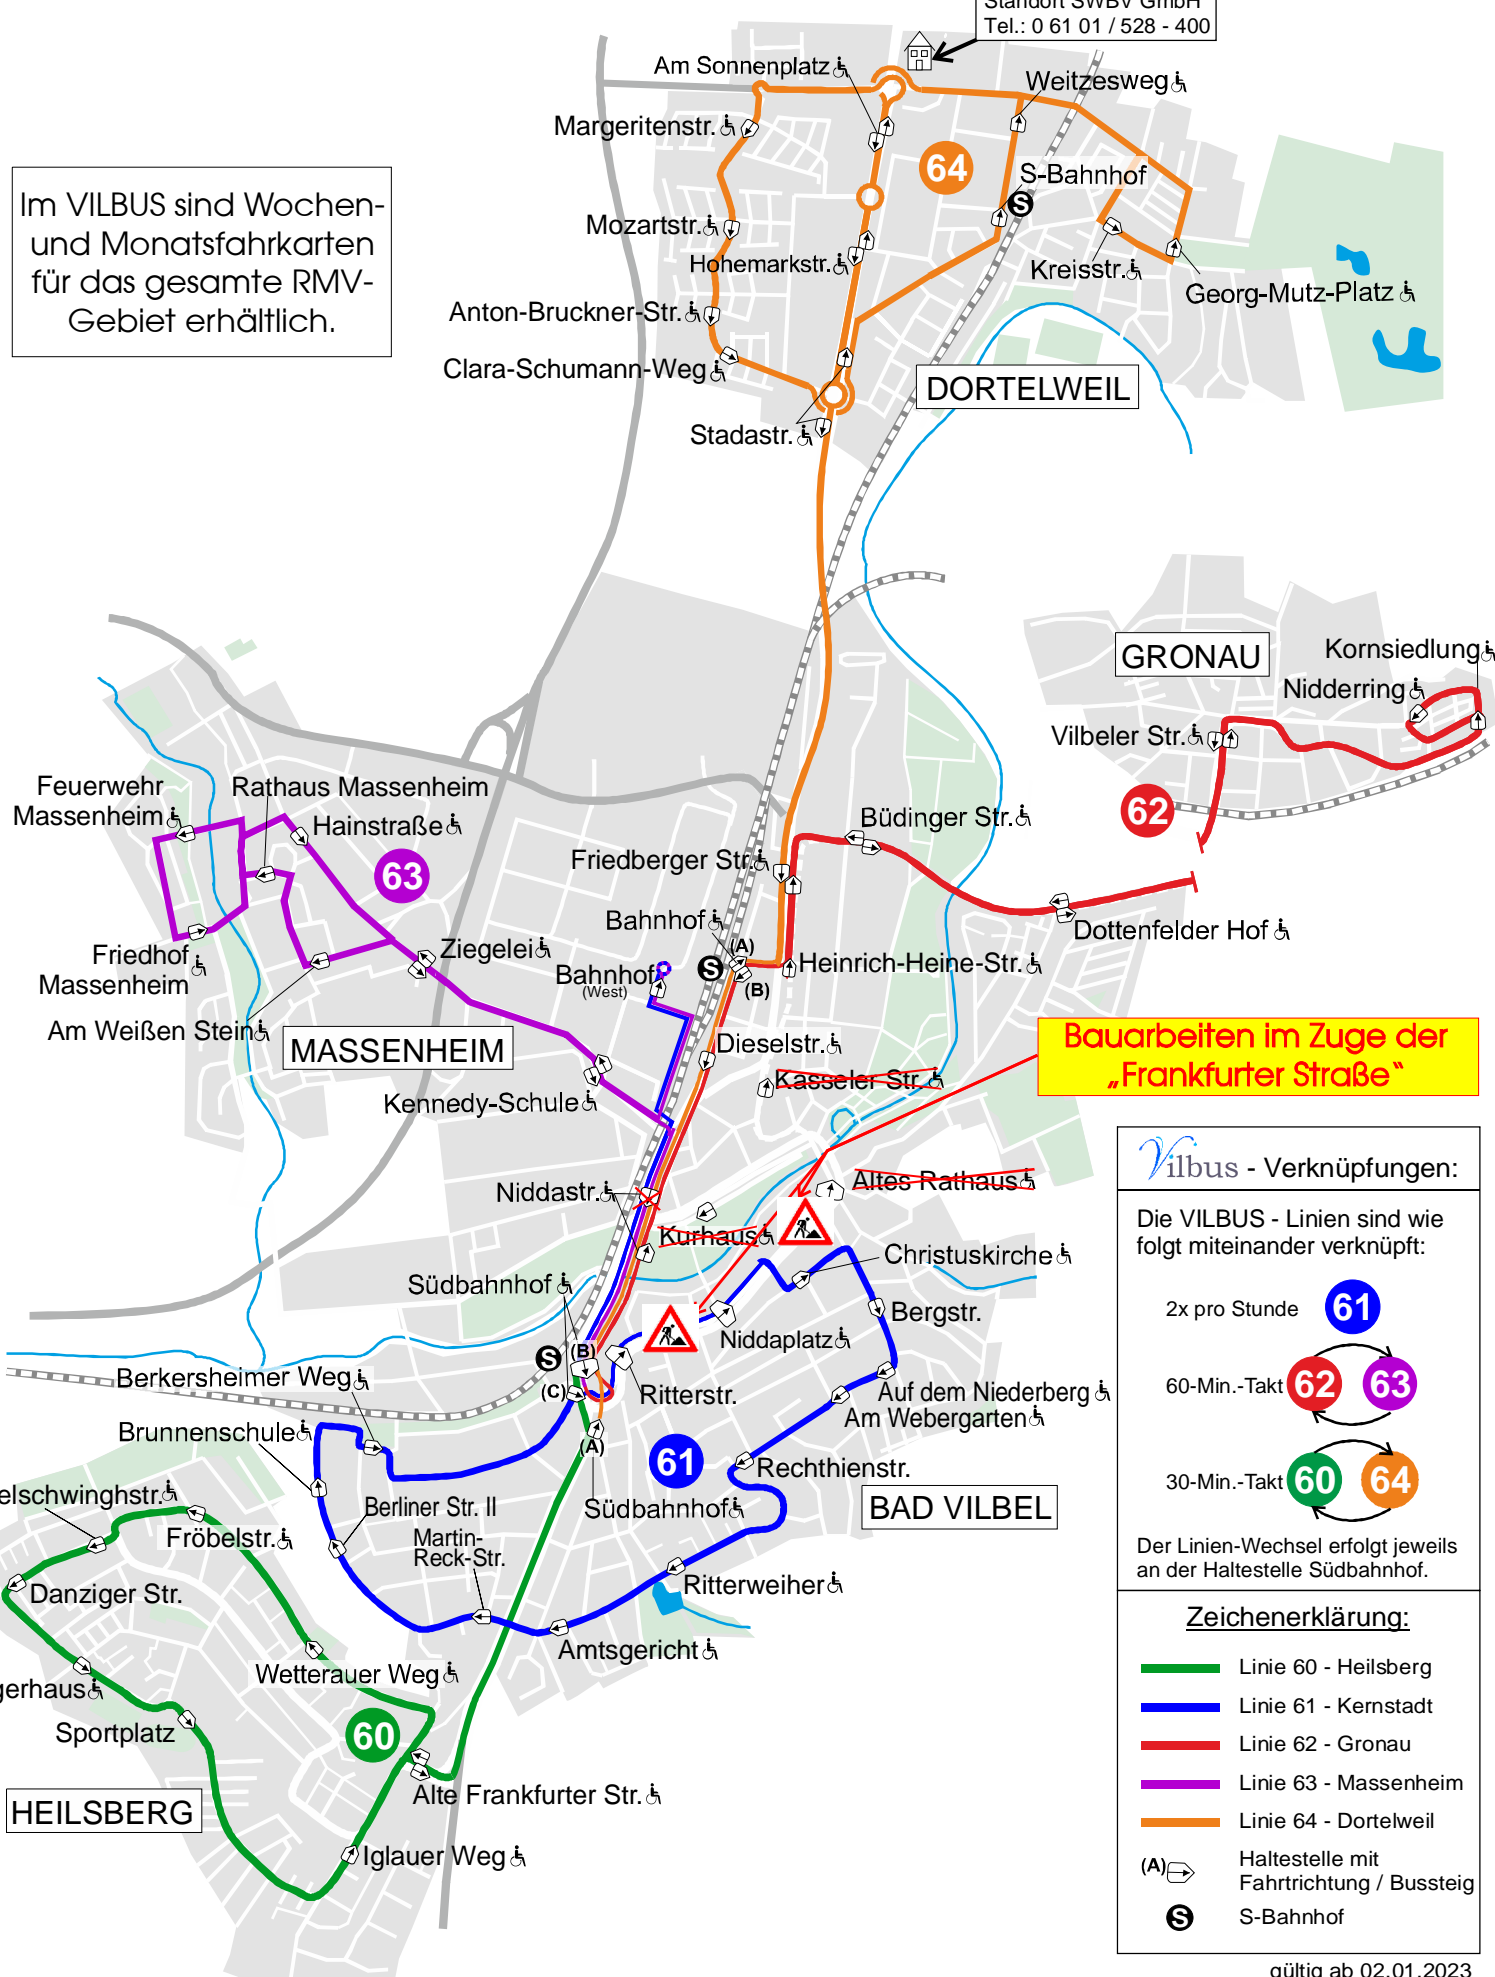 Standort SWBV GmbH
Tel.: 0 61 01 / 528 - 400
Am Sonnenplatz
Weitzesweg
Margeritenstr.
64
S-Bahnhof
S
Im VILBUS sind Wochen-
und Monatsfahrkarten
für das gesamte RMV-
Gebiet erhältlich.
Mozartstr.
Hohemarkstr.
Kreisstr.
Georg-Mutz-Platz
Anton-Bruckner-Str.
Clara-Schumann-Weg
DORTELWEIL
Stadastr.
GRONAU
Kornsiedlung
Nidderring
Vilbeler Str.
62
Feuerwehr
Massenheim
Rathaus Massenheim
Hainstraße
63
Büdinger Str.
Friedberger Str.
Bahnhof
(A)
S
(B)
Heinrich-Heine-Str.
Dottenfelder Hof
Friedhof
Massenheim
Ziegelei
Bahnhof
(West)
Am Weißen Stein
MASSENHEIM
Dieselstr.
Kasseler Str.
Bauarbeiten im Zuge der
„Frankfurter Straße“
Kennedy-Schule
Niddastr.
Altes Rathaus
Kurhaus
Christuskirche
Südbahnhof
Bergstr.
Niddaplatz
S
(B)
(C)
Ritterstr.
Berkersheimer Weg
Auf dem Niederberg
Am Webergarten
Brunnenschule
(A)
61
Rechthienstr.
BAD VILBEL
elschwinghstr.
Fröbelstr.
Berliner Str. II
Martin-
Reck-Str.
Südbahnhof
Danziger Str.
Ritterweiher
Amtsgericht
Wetterauer Weg
gerhaus
Sportplatz
60
Alte Frankfurter Str.
HEILSBERG
Iglauer Weg
Vilbus - Verknüpfungen:
Die VILBUS - Linien sind wie
folgt miteinander verknüpft:
2x pro Stunde 61
60-Min.-Takt 62 63
30-Min.-Takt 60 64
Der Linien-Wechsel erfolgt jeweils
an der Haltestelle Südbahnhof.
Zeichenerklärung:
Linie 60 - Heilsberg
Linie 61 - Kernstadt
Linie 62 - Gronau
Linie 63 - Massenheim
Linie 64 - Dortelweil
(A) Haltestelle mit
Fahrtrichtung / Bussteig
S S-Bahnhof
gültig ab 02.01.2023